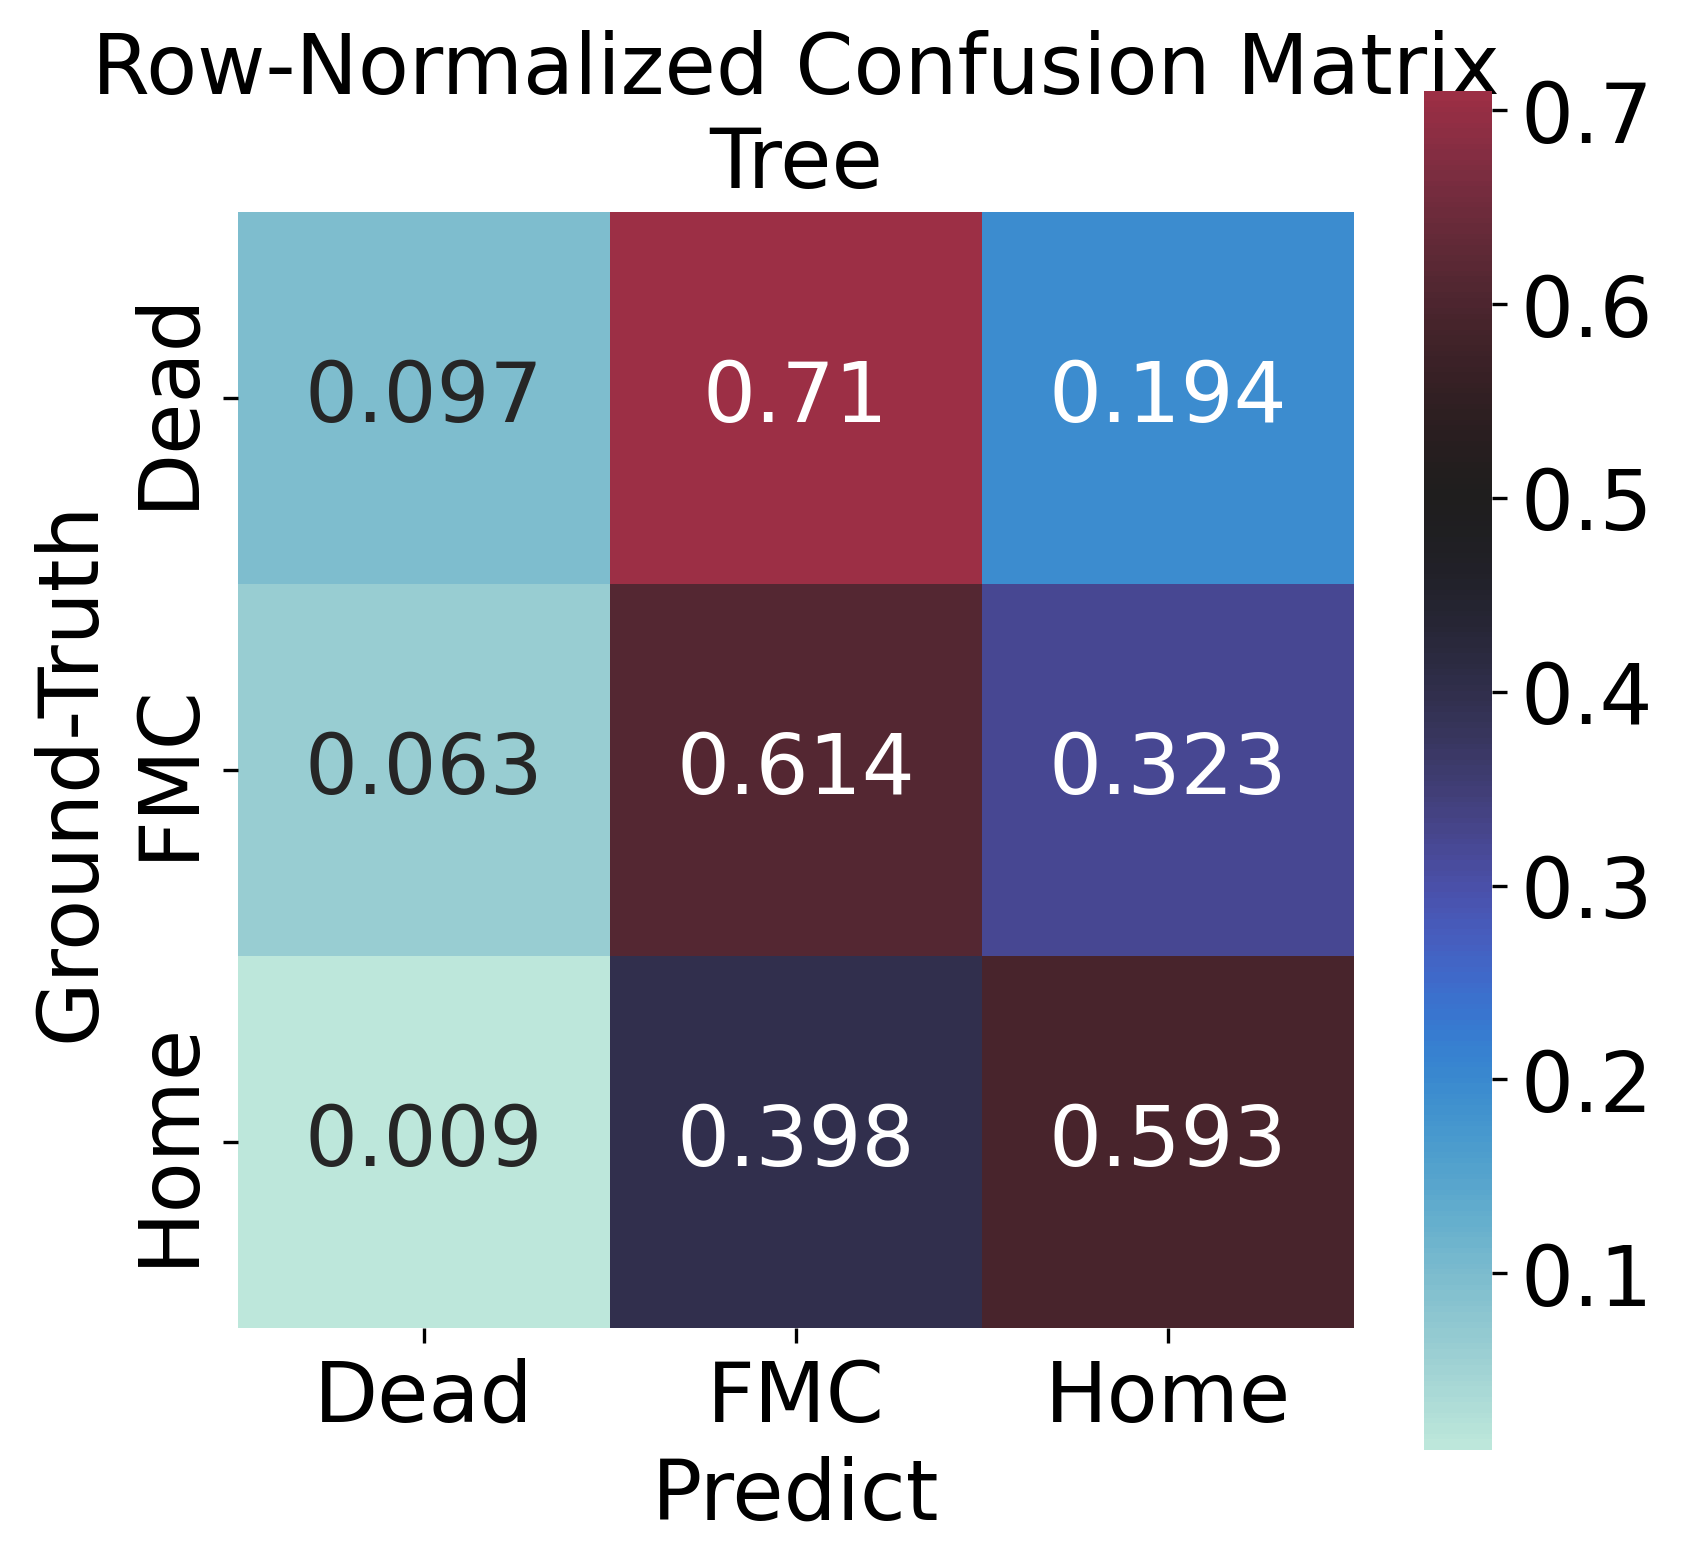 Row-Normalized Confusion Matrix
Tree
Ground-Truth
Dead
0.097 0.71 0.194
FMC
0.063 0.614 0.323
Home
0.009 0.398 0.593
Dead FMC Home
Predict
0.7
0.6
0.5
0.4
0.3
0.2
0.1